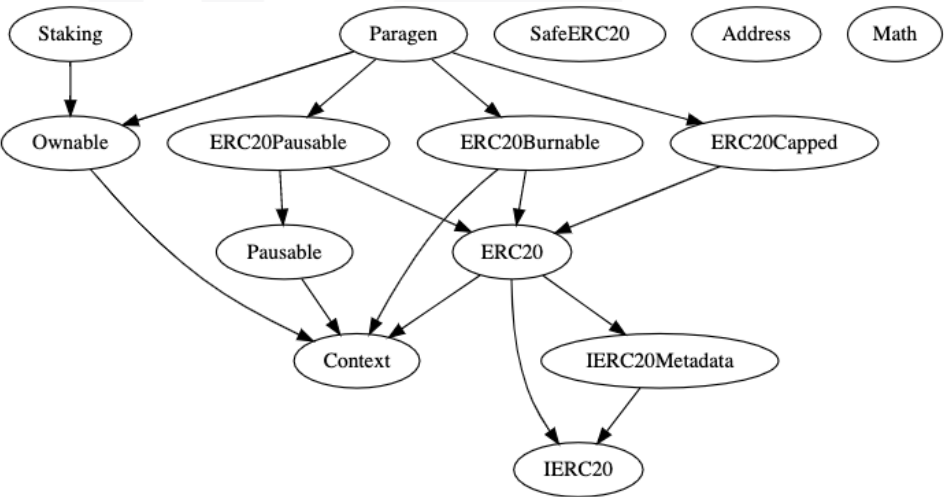 Staking
Paragen
SafeERC20
Address
Math
Ownable
ERC20Pausable
ERC20Burnable
ERC20Capped
Pausable
ERC20
Context
IERC20Metadata
IERC20